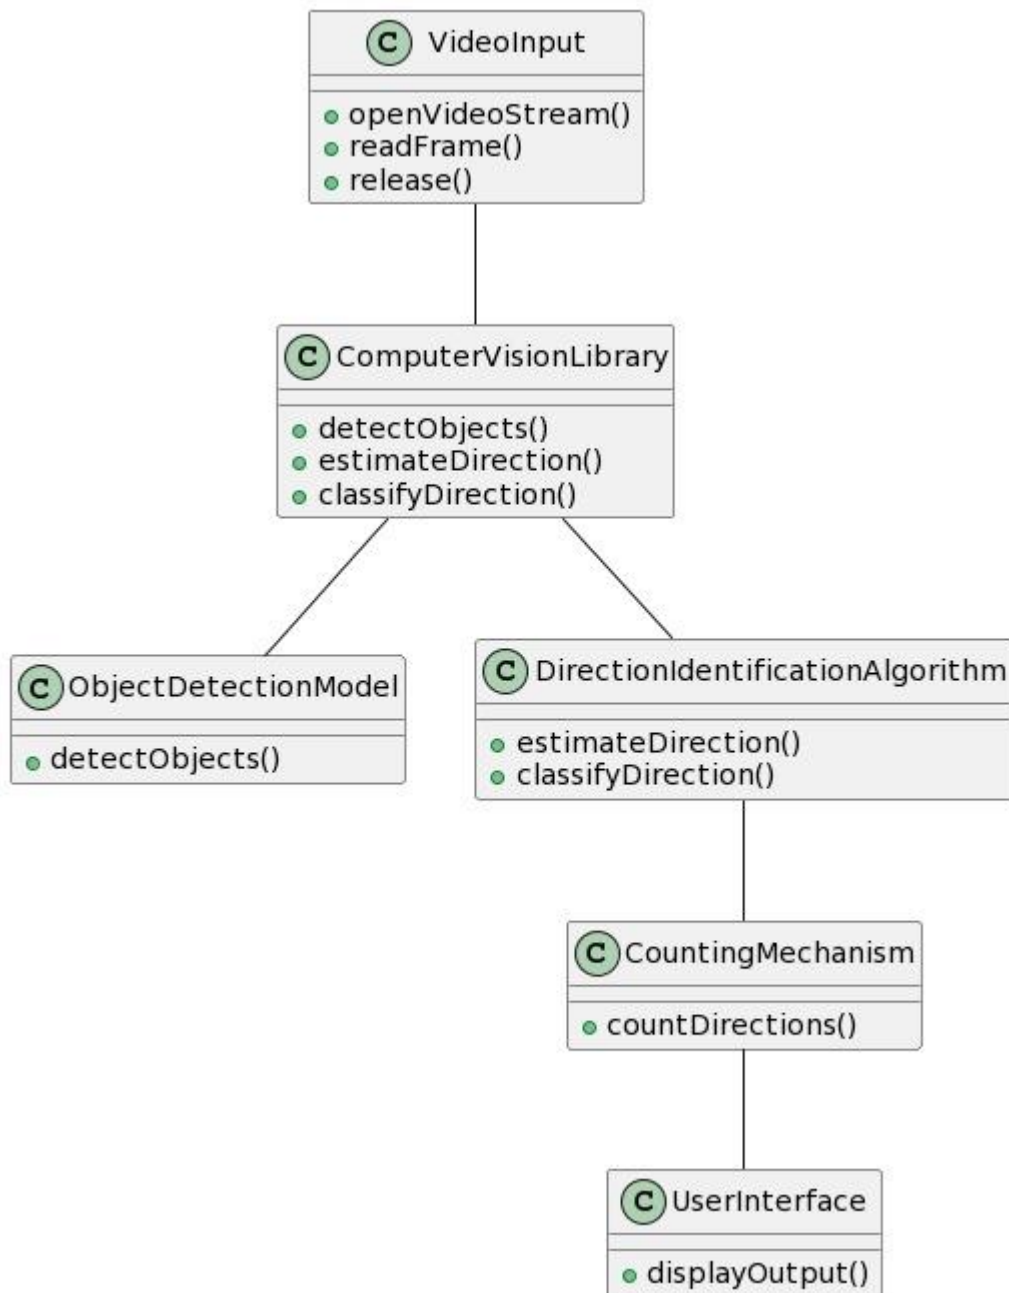 C VideoInput
openVideoStream()
readFrame()
release()
C ComputerVisionLibrary
detectObjects()
estimateDirection()
classifyDirection()
C ObjectDetectionModel
detectObjects()
C DirectionIdentificationAlgorithm
estimateDirection()
classifyDirection()
C CountingMechanism
countDirections()
C UserInterface
displayOutput()